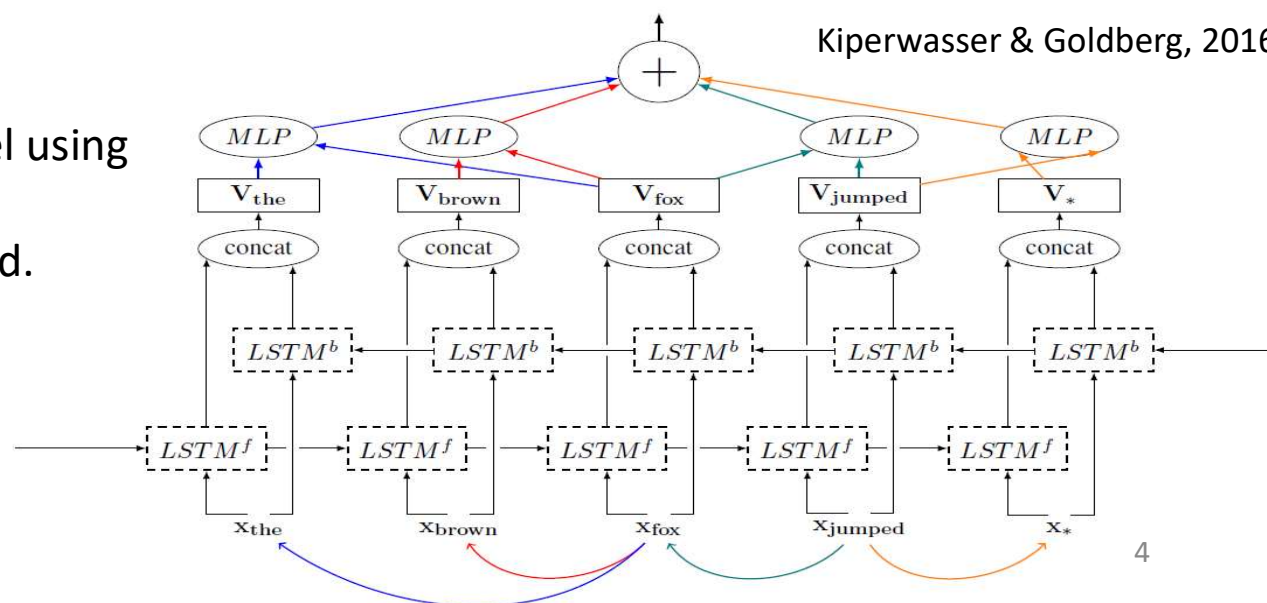 Kiperwasser & Goldberg, 2016
+
MLP MLP MLP MLP
el using
V_the V_brown V_fox V_jumped V_*
concat concat concat concat concat
d.
LSTM^b LSTM^b LSTM^b LSTM^b LSTM^b
LSTM^f LSTM^f LSTM^f LSTM^f LSTM^f
x_the x_brown x_fox x_jumped x_*
4